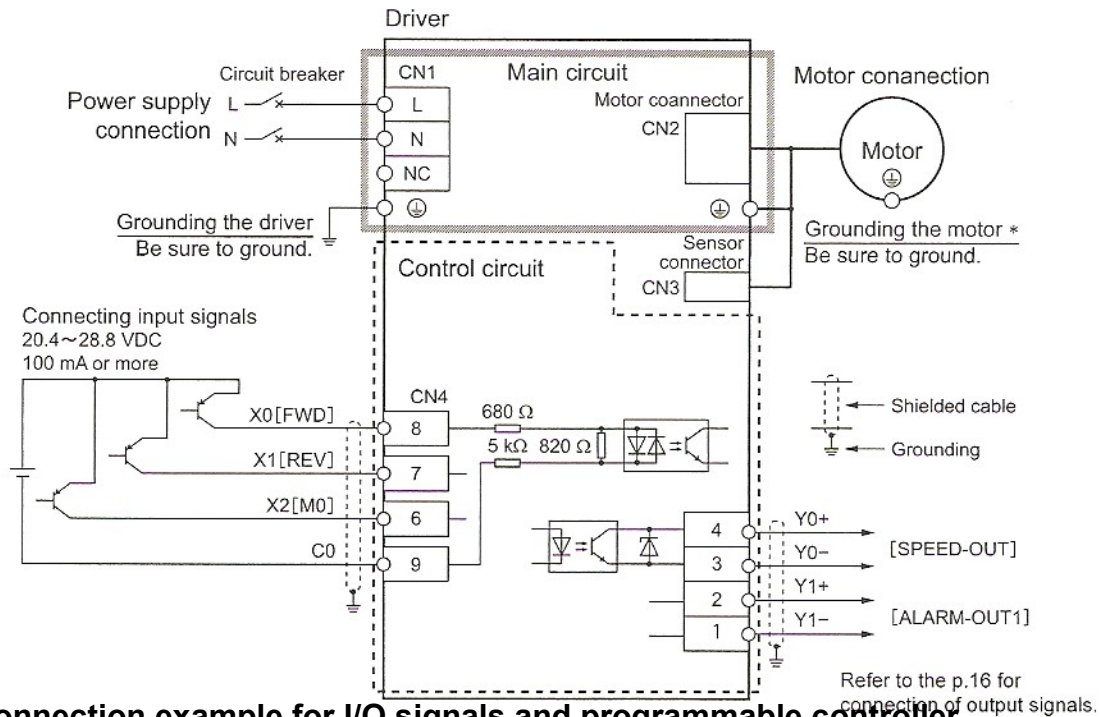 Driver
Circuit breaker
CN1
Main circuit
Motor conanection
Power supply
connection
L
L
Motor coannector
CN2
N
N
Motor
NC
Grounding the driver
Be sure to ground.
Grounding the motor *
Be sure to ground.
Sensor
connector
CN3
Control circuit
Connecting input signals
20.4～28.8 VDC
100 mA or more
CN4
X0[FWD]
8
680 Ω
5 kΩ
820 Ω
X1[REV]
7
X2[M0]
6
C0
9
Shielded cable
Grounding
4
Y0+
3
Y0−
[SPEED-OUT]
2
Y1+
1
Y1−
[ALARM-OUT1]
Refer to the p.16 for
connection of output signals.
onnection example for I/O signals and programmable controller